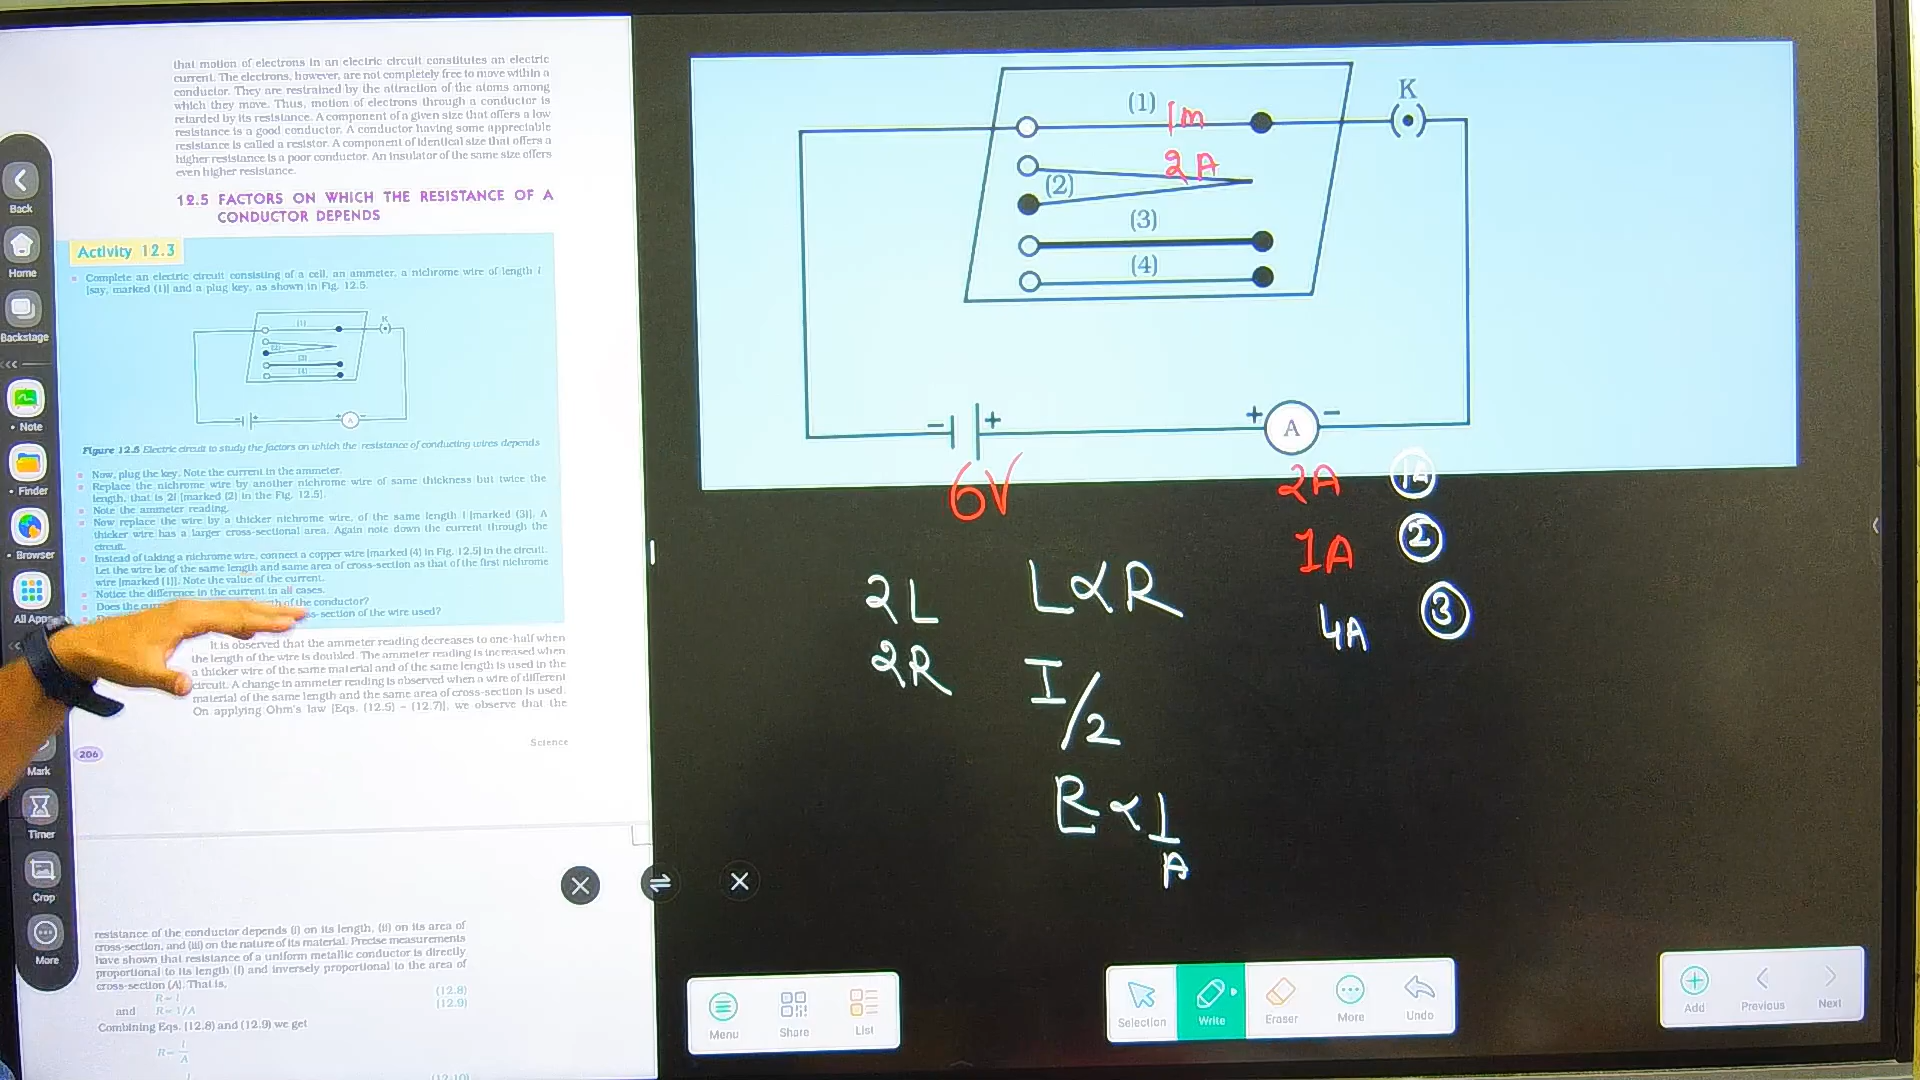 that motion of electrons in an electric circuit constitutes an electric
current. The electrons, however, are not completely free to move within a
conductor. They are restrained by the attraction of the atoms among
which they move. Thus, motion of electrons through a conductor is
retarded by its resistance. A component of a given size that offers a low
resistance is a good conductor. A conductor having some appreciable
resistance is called a resistor. A component of identical size that offers a
higher resistance is a poor conductor. An insulator of the same size offers
even higher resistance.
12.5 FACTORS ON WHICH THE RESISTANCE OF A
CONDUCTOR DEPENDS
Activity 12.3
Complete an electric circuit consisting of a cell, an ammeter, a nichrome wire of length l
[say, marked (1)] and a plug key, as shown in Fig. 12.5.
(1)
K
(2)
(3)
(4)
- +
+ A -
Figure 12.5 Electric circuit to study the factors on which the resistance of conducting wires depends
Now, plug the key. Note the current in the ammeter.
Replace the nichrome wire by another nichrome wire of same thickness but twice the
length, that is 2l [marked (2) in the Fig. 12.5].
Note the ammeter reading.
Now replace the wire by a thicker nichrome wire, of the same length l [marked (3)]. A
thicker wire has a larger cross-sectional area. Again note down the current through the
circuit.
Instead of taking a nichrome wire, connect a copper wire [marked (4) in Fig. 12.5] in the circuit.
Let the wire be of the same length and same area of cross-section as that of the first nichrome
wire [marked (1)]. Note the value of the current.
Notice the difference in the current in all cases.
Does the of the conductor?
-section of the wire used?
It is observed that the ammeter reading decreases to one-half when
the length of the wire is doubled. The ammeter reading is increased when
a thicker wire of the same material and of the same length is used in the
circuit. A change in ammeter reading is observed when a wire of different
material of the same length and the same area of cross-section is used.
On applying Ohm's law [Eqs. (12.5) – (12.7)], we observe that the
206
Science
resistance of the conductor depends (i) on its length, (ii) on its area of
cross-section, and (iii) on the nature of its material. Precise measurements
have shown that resistance of a uniform metallic conductor is directly
proportional to its length (l) and inversely proportional to the area of
cross-section (A). That is,
R ∝ l (12.8)
and R ∝ 1/A (12.9)
Combining Eqs. (12.8) and (12.9) we get
R ∝ l/A
(12.10)
Back
Home
Backstage
Note
Finder
Browser
All Apps
Mark
Timer
Crop
More
(1) 1m
2A
(2)
(3)
(4)
K
- +
+ A -
6V
2A 1A
1A 2
4A 3
2L
2R
L∝R
I/2
R∝1/A
Menu
Share
List
Selection
Write
Eraser
More
Undo
Add
Previous
Next